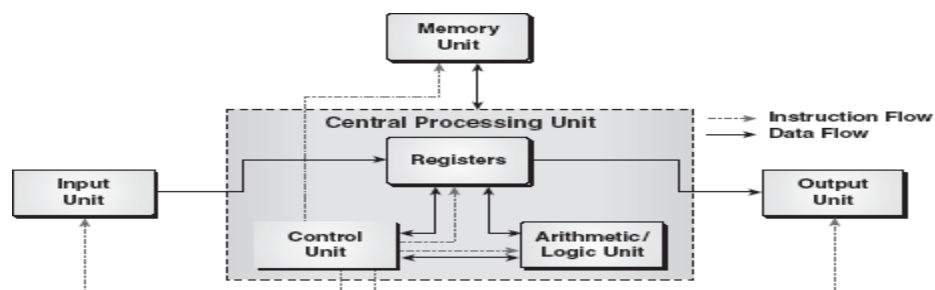 Memory
Unit
Central Processing Unit
Instruction Flow
Data Flow
Registers
Input
Unit
Output
Unit
Control
Unit
Arithmetic/
Logic Unit